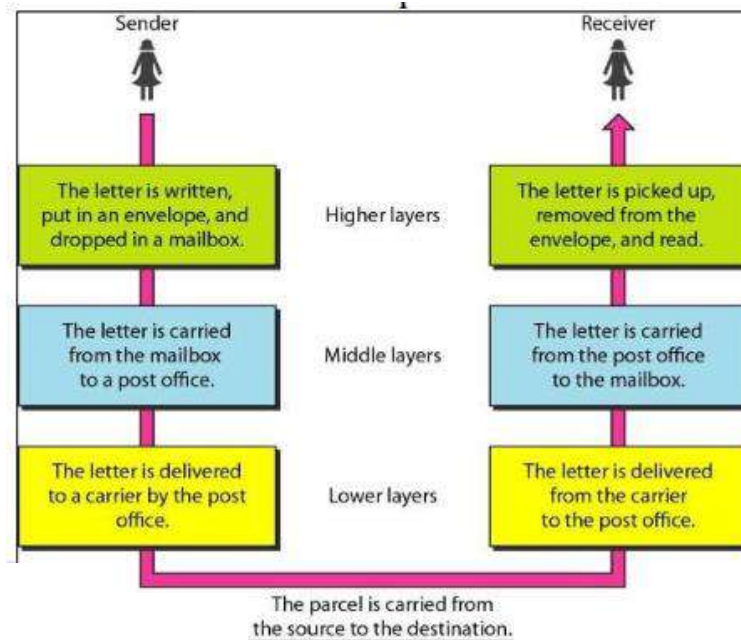 Sender
Receiver
The letter is written,
put in an envelope, and
dropped in a mailbox.
Higher layers
The letter is picked up,
removed from the
envelope, and read.
The letter is carried
from the mailbox
to a post office.
Middle layers
The letter is carried
from the post office
to the mailbox.
The letter is delivered
to a carrier by the post
office.
Lower layers
The letter is delivered
from the carrier
to the post office.
The parcel is carried from
the source to the destination.